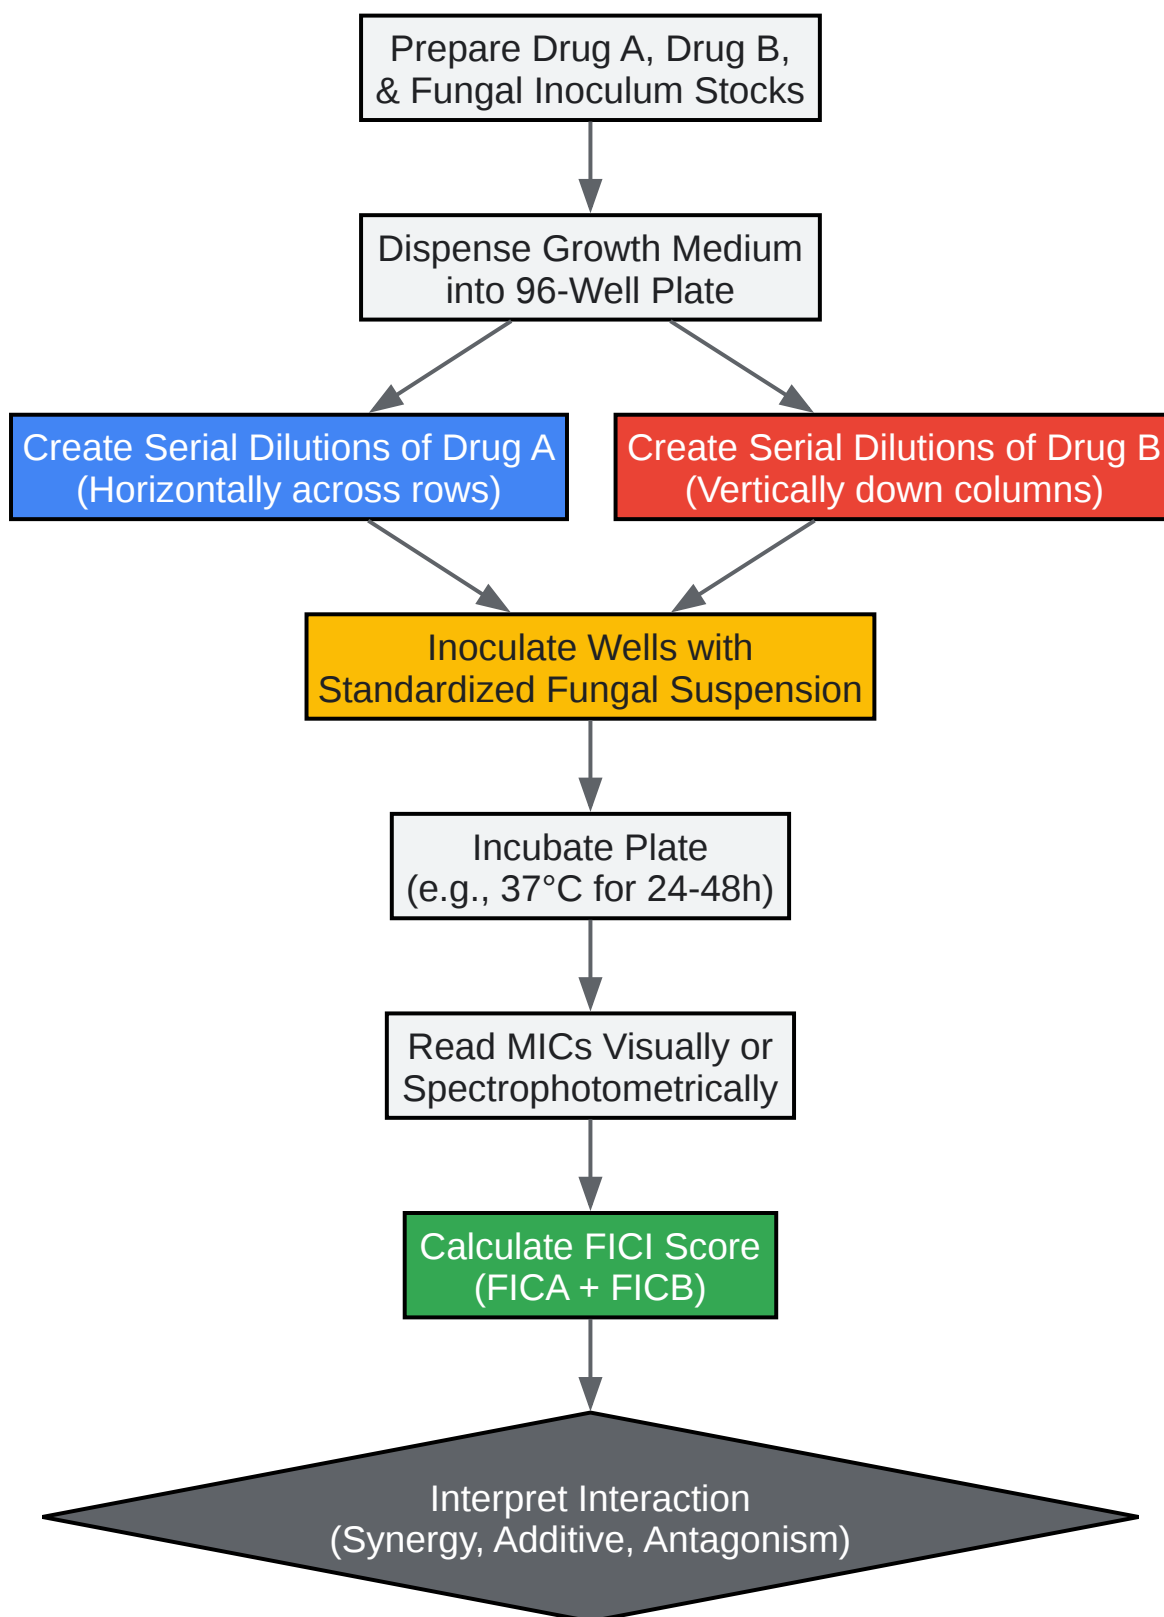 Prepare Drug A, Drug B,
& Fungal Inoculum Stocks
Dispense Growth Medium
into 96-Well Plate
Create Serial Dilutions of Drug A
(Horizontally across rows)
Create Serial Dilutions of Drug B
(Vertically down columns)
Inoculate Wells with
Standardized Fungal Suspension
Incubate Plate
(e.g., 37°C for 24-48h)
Read MICs Visually or
Spectrophotometrically
Calculate FICI Score
(FICA + FICB)
Interpret Interaction
(Synergy, Additive, Antagonism)